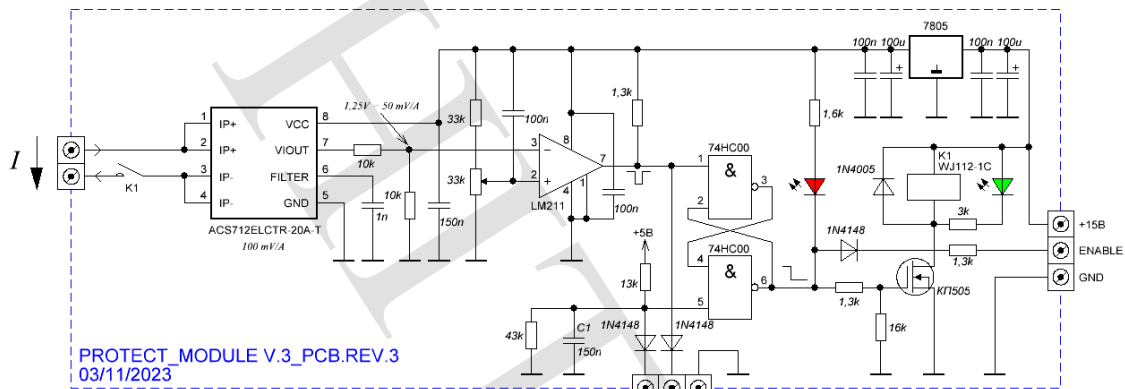 7805
100n
100u
100n
100u
1,3k
1,6k
1,25V ~ 50 mV/A
33k
100n
K1
WJ112-1C
1N4005
I
1
IP+
VCC
8
2
IP+
VIOUT
7
3
IP-
FILTER
6
4
IP-
GND
5
K1
10k
10k
1n
150n
33k
3
−
2
+
8
7
4
1
LM211
100n
74HC00
1
&
3
2
3k
ACS712ELCTR-20A-T
100 mV/A
+5В
1N4148
+15В
ENABLE
GND
74HC00
4
&
6
5
13k
1,3k
1,3k
КП505
16k
43k
C1
150n
1N4148
1N4148
PROTECT_MODULE V.3_PCB.REV.3
03/11/2023